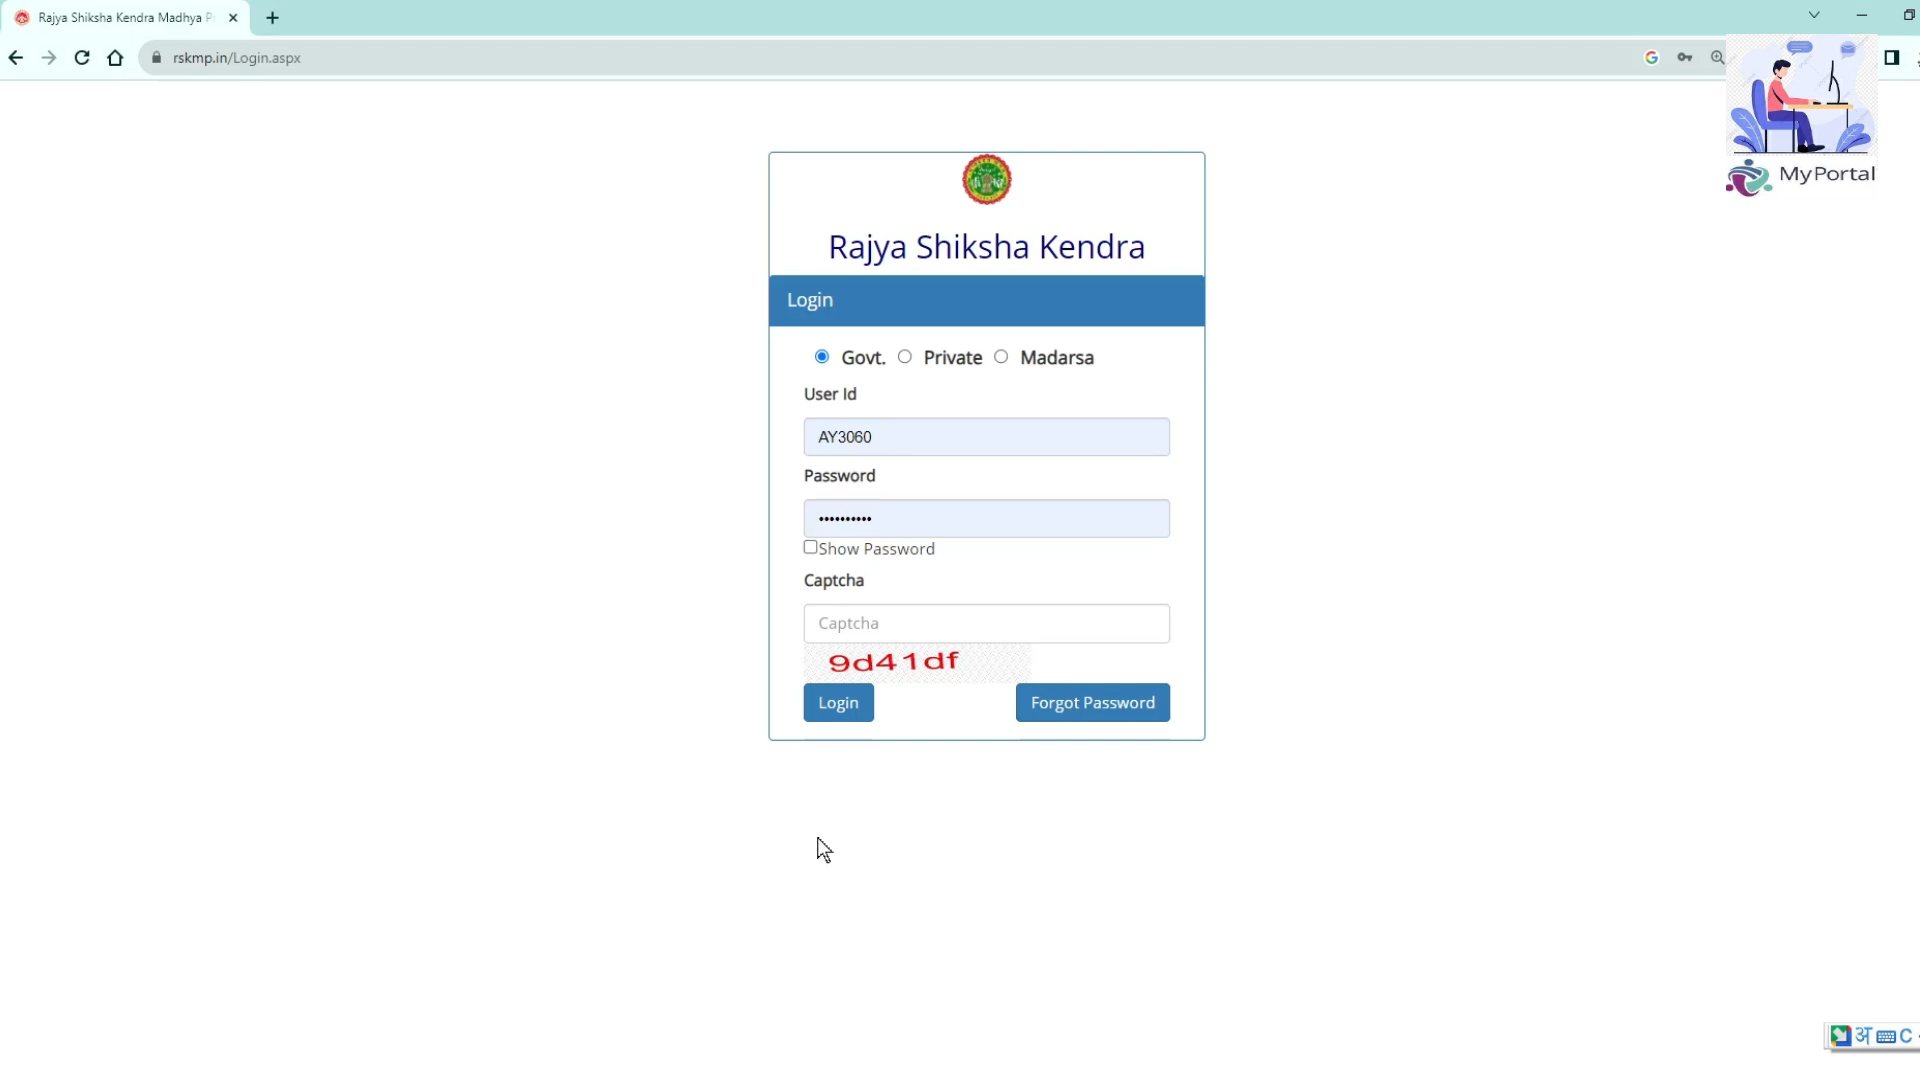 Rajya Shiksha Kendra Madhya P
rskmp.in/Login.aspx
MyPortal
Rajya Shiksha Kendra
Login
Govt. Private Madarsa
User Id
AY3060
Password
••••••••••
Show Password
Captcha
Captcha
9d41df
Login Forgot Password
अ C